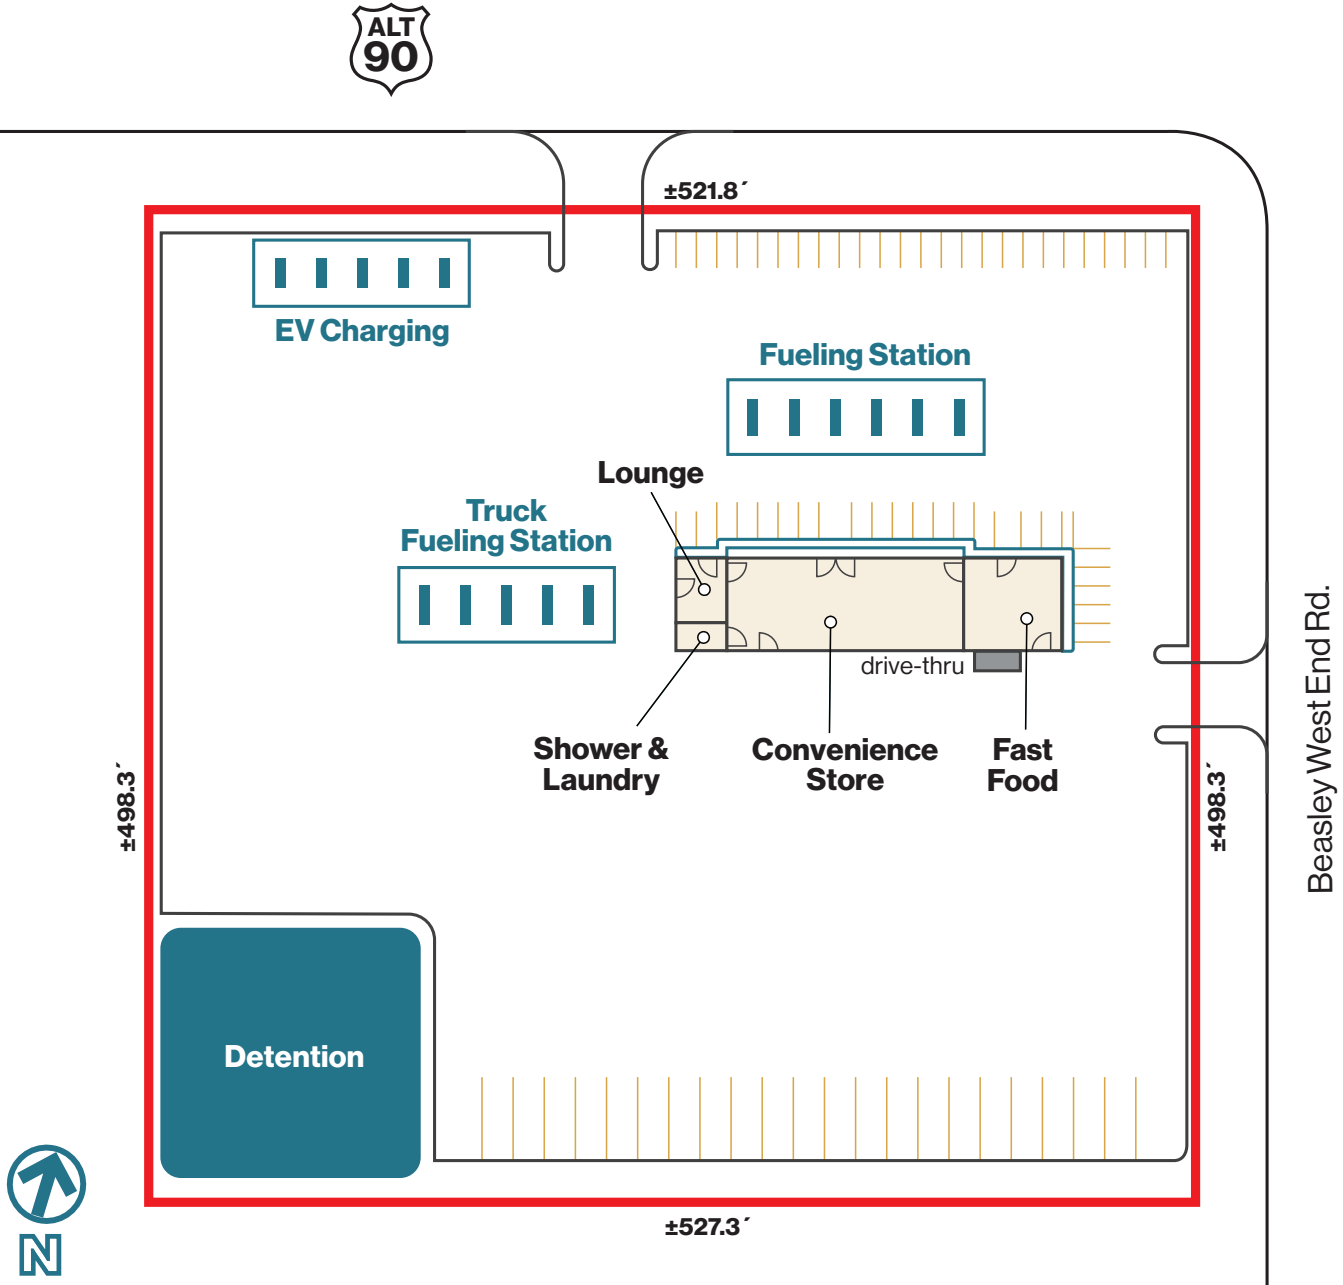 ALT
90
±521.8´
EV Charging
Fueling Station
Lounge
Truck
Fueling Station
drive-thru
Shower &
Laundry
Convenience
Store
Fast
Food
±498.3´
±498.3´
Beasley West End Rd.
Detention
±527.3´
N